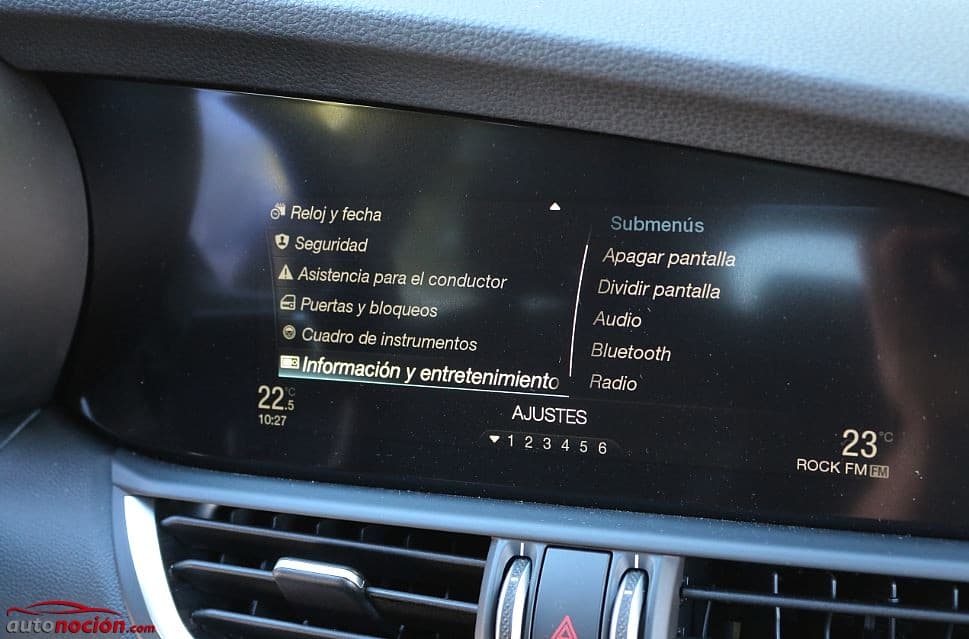 Reloj y fecha
Seguridad
Asistencia para el conductor
Puertas y bloqueos
Cuadro de instrumentos
Información y entretenimiento
Submenús
Apagar pantalla
Dividir pantalla
Audio
Bluetooth
Radio
22.5 °C
10:27
AJUSTES
1 2 3 4 5 6
23 °C
ROCK FM FM
autonoción.com